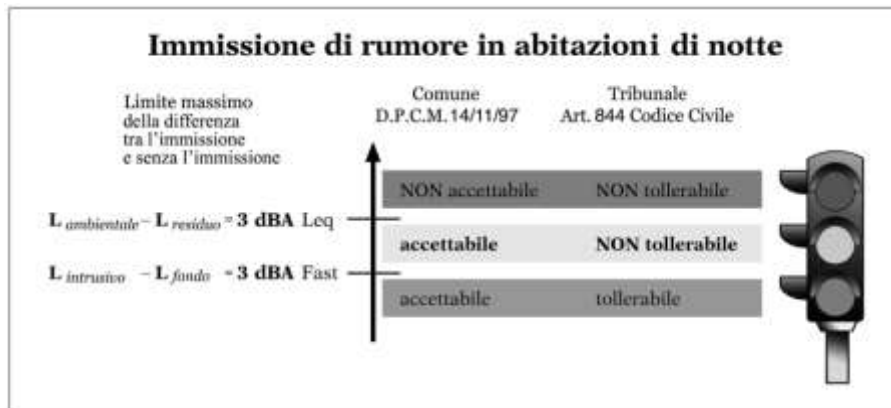 Immissione di rumore in abitazioni di notte
Limite massimo
della differenza
tra l'immissione
e senza l'immissione
Comune
D.P.C.M. 14/11/97
Tribunale
Art. 844 Codice Civile
NON accettabile NON tollerabile
L ambientale - L residuo = 3 dBA Leq
accettabile NON tollerabile
L intrusivo - L fondo = 3 dBA Fast
accettabile tollerabile